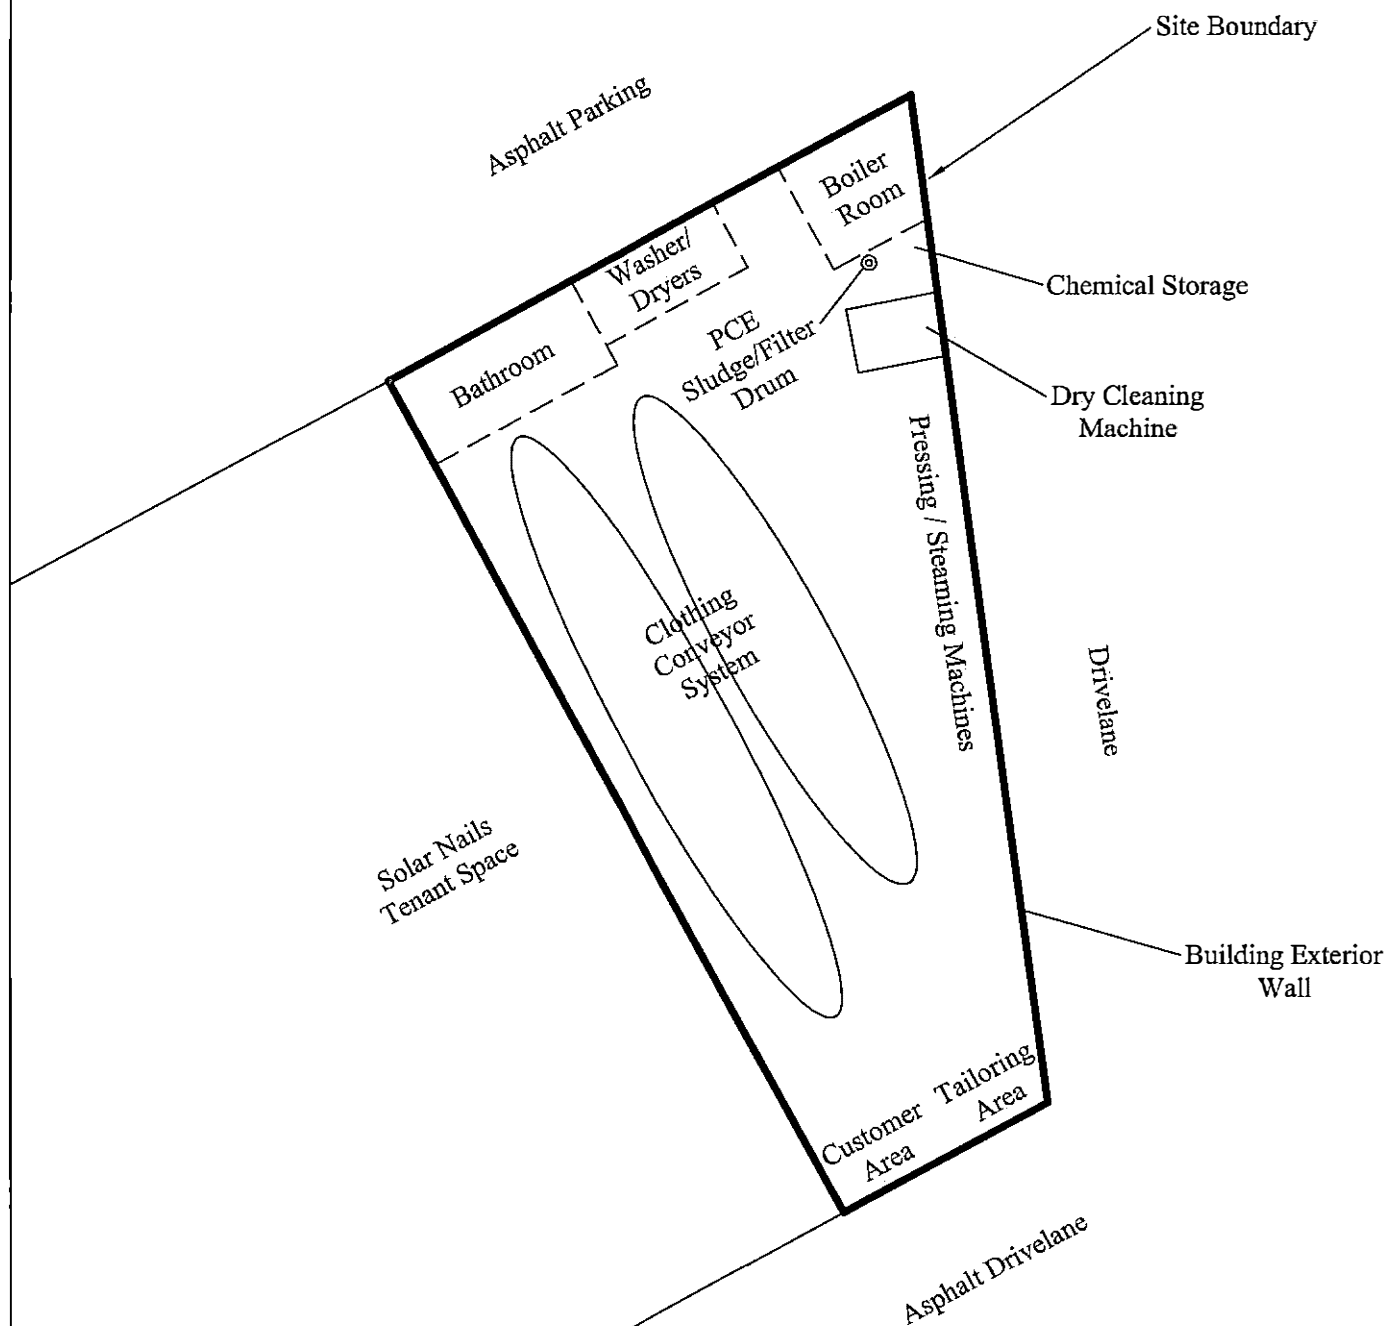 Site Boundary
Asphalt Parking
Boiler
Room
Washer/
Dryers
Chemical Storage
PCE
Sludge/Filter
Drum
Bathroom
Dry Cleaning
Machine
Pressing / Steaming Machines
Clothing
Conveyor
System
Drivelane
Solar Nails
Tenant Space
Building Exterior
Wall
Tailoring
Area
Customer
Area
Asphalt Drivelane